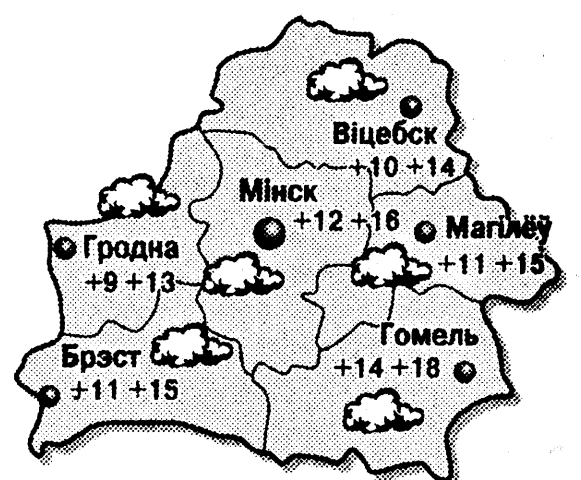 Віцебск
+10 +14
Мінск
+12 +16
Магілёў
+11 +15
Гродна
+9 +13
Гомель
+14 +18
Брэст
+11 +15